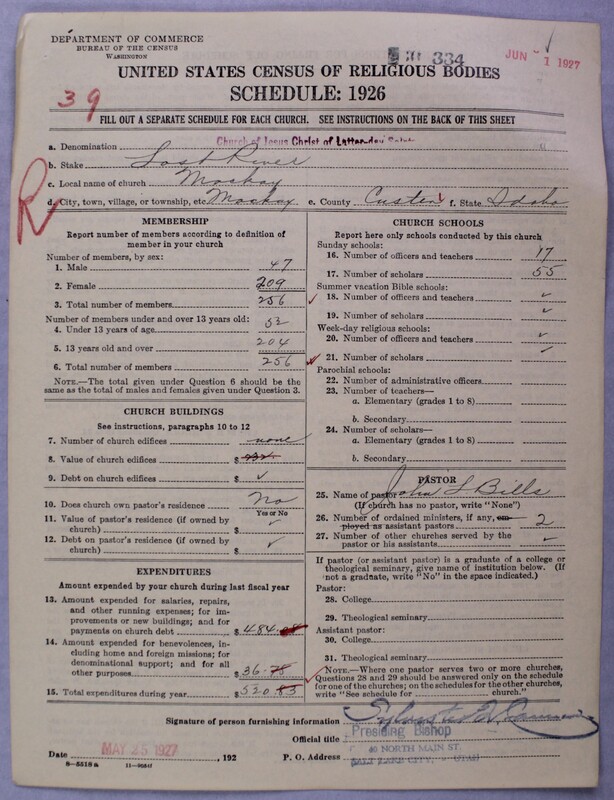 DEPARTMENT OF COMMERCE
BUREAU OF THE CENSUS
WASHINGTON
334
JUN - 1 1927
UNITED STATES CENSUS OF RELIGIOUS BODIES
SCHEDULE: 1926
39
FILL OUT A SEPARATE SCHEDULE FOR EACH CHURCH. SEE INSTRUCTIONS ON THE BACK OF THIS SHEET
a. Denomination Church of Jesus Christ of Latter-day Saints
b. Stake Lost River
c. Local name of church Mackay
d. City, town, village, or township, etc. Mackay e. County Custer f. State Idaho
R
MEMBERSHIP
Report number of members according to definition of
member in your church
Number of members, by sex:
1. Male 47
2. Female 209
3. Total number of members 256
Number of members under and over 13 years old:
4. Under 13 years of age 52
5. 13 years old and over 204
6. Total number of members 256
NOTE.—The total given under Question 6 should be the
same as the total of males and females given under Question 3.
CHURCH BUILDINGS
See instructions, paragraphs 10 to 12
7. Number of church edifices none
8. Value of church edifices $
9. Debt on church edifices $ ✓
10. Does church own pastor's residence? No
Yes or No
11. Value of pastor's residence (if owned by
church) $ ✓
12. Debt on pastor's residence (if owned by
church) $ ✓
EXPENDITURES
Amount expended by your church during last fiscal year
13. Amount expended for salaries, repairs,
and other running expenses; for im-
provements or new buildings; and for
payments on church debt $ 484.
14. Amount expended for benevolences,
including home and foreign missions; for
denominational support; and for all
other purposes $ 36.
15. Total expenditures during year $ 520
CHURCH SCHOOLS
Report here only schools conducted by this church
Sunday schools:
16. Number of officers and teachers 17
17. Number of scholars 55
Summer vacation Bible schools:
✓ 18. Number of officers and teachers ✓
19. Number of scholars ✓
Week-day religious schools:
20. Number of officers and teachers ✓
✓ 21. Number of scholars ✓
Parochial schools:
22. Number of administrative officers
23. Number of teachers—
a. Elementary (grades 1 to 8)
b. Secondary
24. Number of scholars—
a. Elementary (grades 1 to 8)
b. Secondary
PASTOR
25. Name of pastor John L Bills
(If church has no pastor, write "None")
26. Number of ordained ministers, if any, em-
ployed as assistant pastors 2
27. Number of other churches served by the
pastor or his assistants ✓
If pastor (or assistant pastor) is a graduate of a college or
theological seminary, give name of institution below. (If
not a graduate, write "No" in the space indicated.)
Pastor:
28. College
29. Theological seminary
Assistant pastor:
30. College
31. Theological seminary
✓ NOTE.—Where one pastor serves two or more churches,
Questions 28 and 29 should be answered only on the schedule
for one of the churches; on the schedules for the other churches,
write "See schedule for church."
Signature of person furnishing information Sylvester Q. Cannon
Official title Presiding Bishop
Date MAY 25 1927, 192 P. O. Address 40 NORTH MAIN ST.
SALT LAKE CITY, UTAH
8-5518a 11-